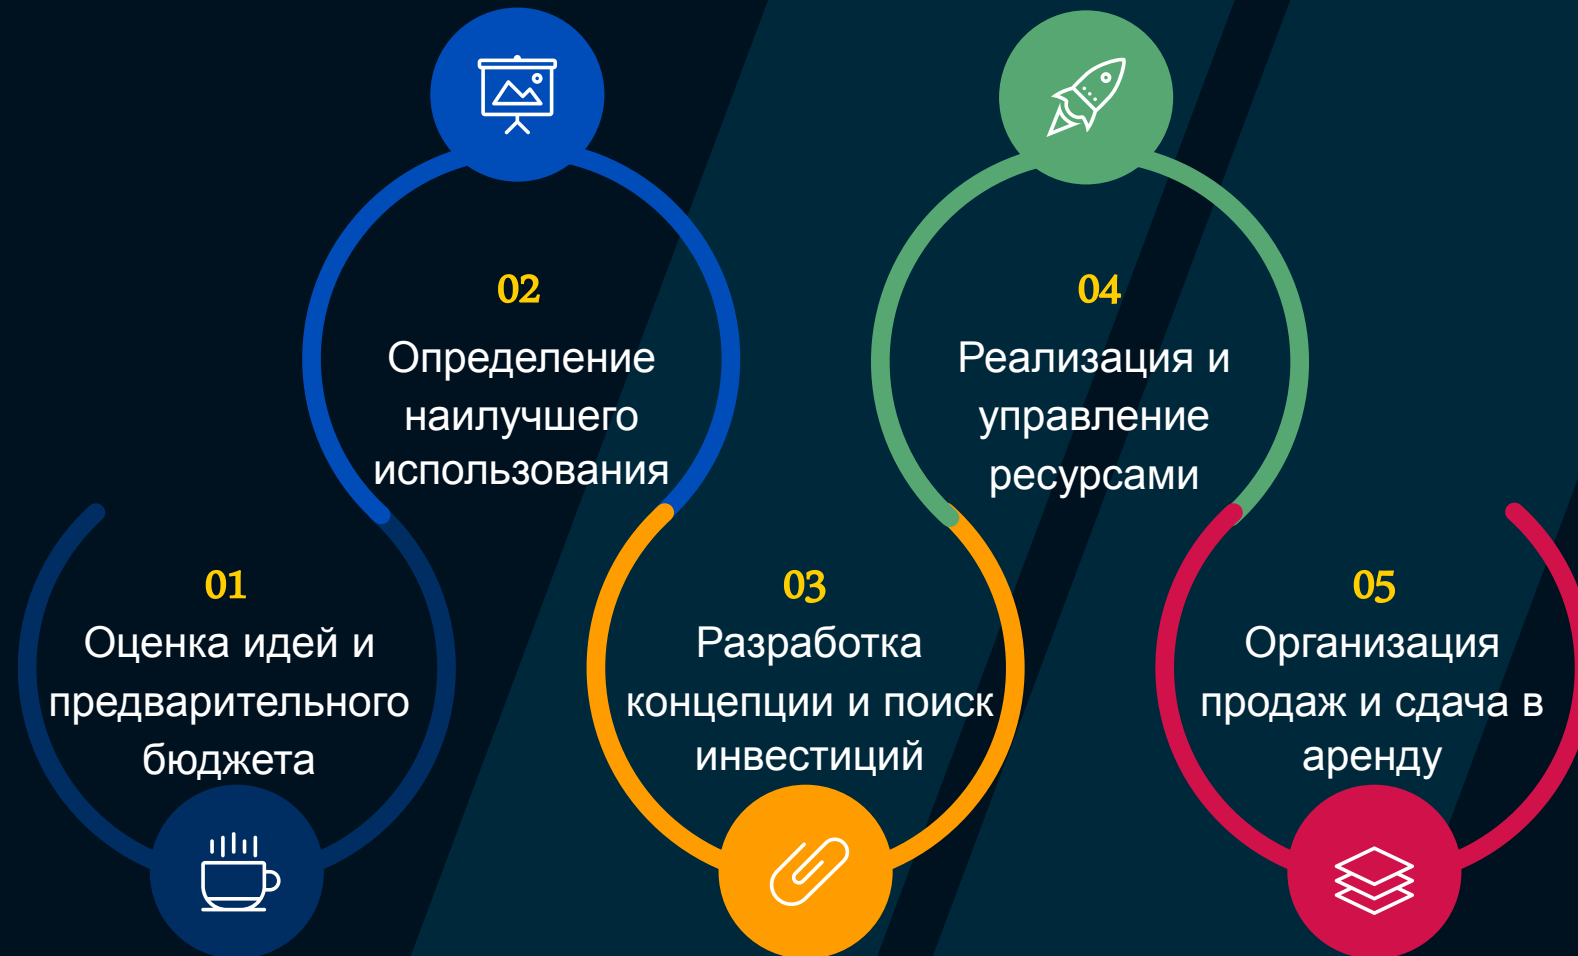 01
Оценка идей и
предварительного
бюджета
02
Определение
наилучшего
использования
03
Разработка
концепции и поиск
инвестиций
04
Реализация и
управление
ресурсами
05
Организация
продаж и сдача в
аренду